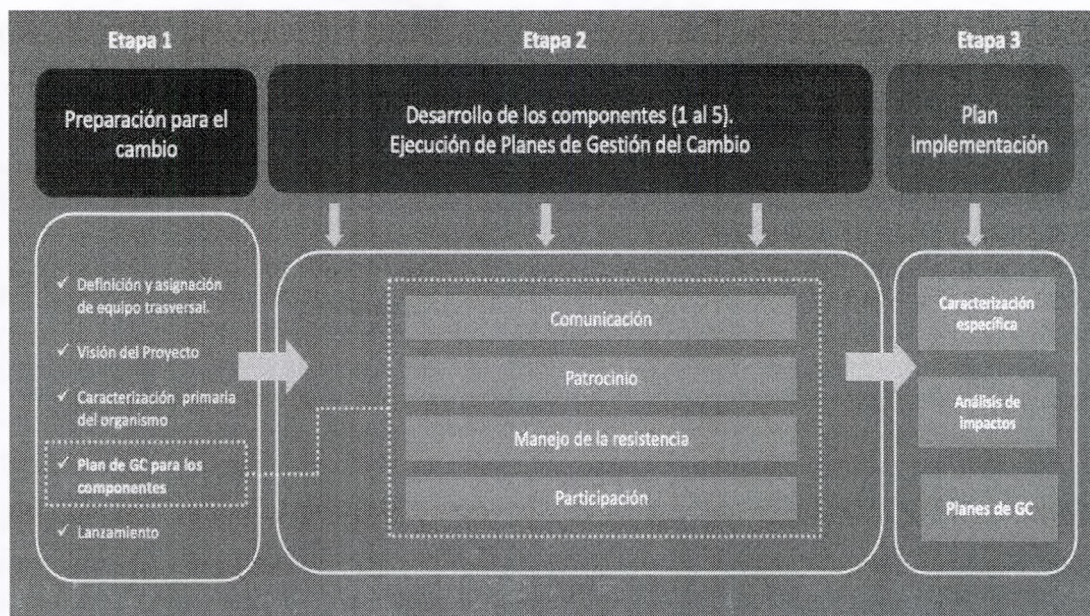 Etapa 1
Etapa 2
Etapa 3
Preparación para el
cambio
Desarrollo de los componentes (1 al 5).
Ejecución de Planes de Gestión del Cambio
Plan
Implementación
✓ Definición y asignación
de equipo trasversal.
✓ Visión del Proyecto
✓ Caracterización primaria
del organismo
✓ Plan de GC para los
componentes
✓ Lanzamiento
Comunicación
Patrocinio
Manejo de la resistencia
Participación
Caracterización
específica
Análisis de
impactos
Planes de GC